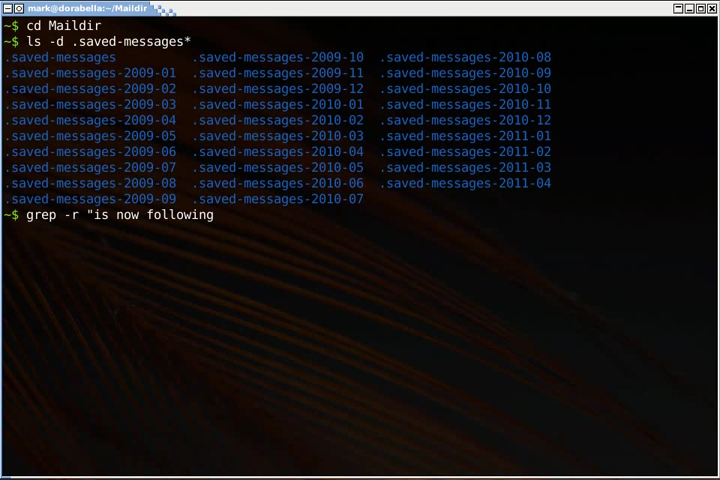 mark@dorabella:~/Maildir
~$ cd Maildir
~$ ls -d .saved-messages*
.saved-messages .saved-messages-2009-10 .saved-messages-2010-08
.saved-messages-2009-01 .saved-messages-2009-11 .saved-messages-2010-09
.saved-messages-2009-02 .saved-messages-2009-12 .saved-messages-2010-10
.saved-messages-2009-03 .saved-messages-2010-01 .saved-messages-2010-11
.saved-messages-2009-04 .saved-messages-2010-02 .saved-messages-2010-12
.saved-messages-2009-05 .saved-messages-2010-03 .saved-messages-2011-01
.saved-messages-2009-06 .saved-messages-2010-04 .saved-messages-2011-02
.saved-messages-2009-07 .saved-messages-2010-05 .saved-messages-2011-03
.saved-messages-2009-08 .saved-messages-2010-06 .saved-messages-2011-04
.saved-messages-2009-09 .saved-messages-2010-07
~$ grep -r "is now following